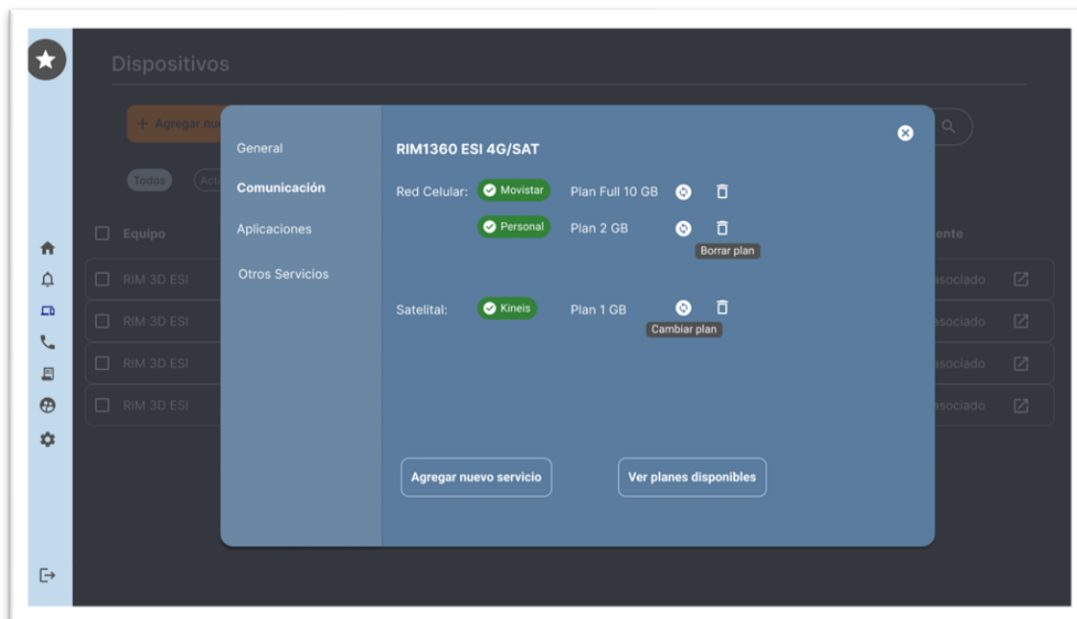 Dispositivos
+ Agregar nu
Todos
Acti
Equipo
ente
RIM 3D ESI
asociado
RIM 3D ESI
asociado
RIM 3D ESI
asociado
RIM 3D ESI
asociado
General
Comunicación
Aplicaciones
Otros Servicios
RIM1360 ESI 4G/SAT
Red Celular: Movistar Plan Full 10 GB
Personal Plan 2 GB
Borrar plan
Satelital: Kineis Plan 1 GB
Cambiar plan
Agregar nuevo servicio
Ver planes disponibles